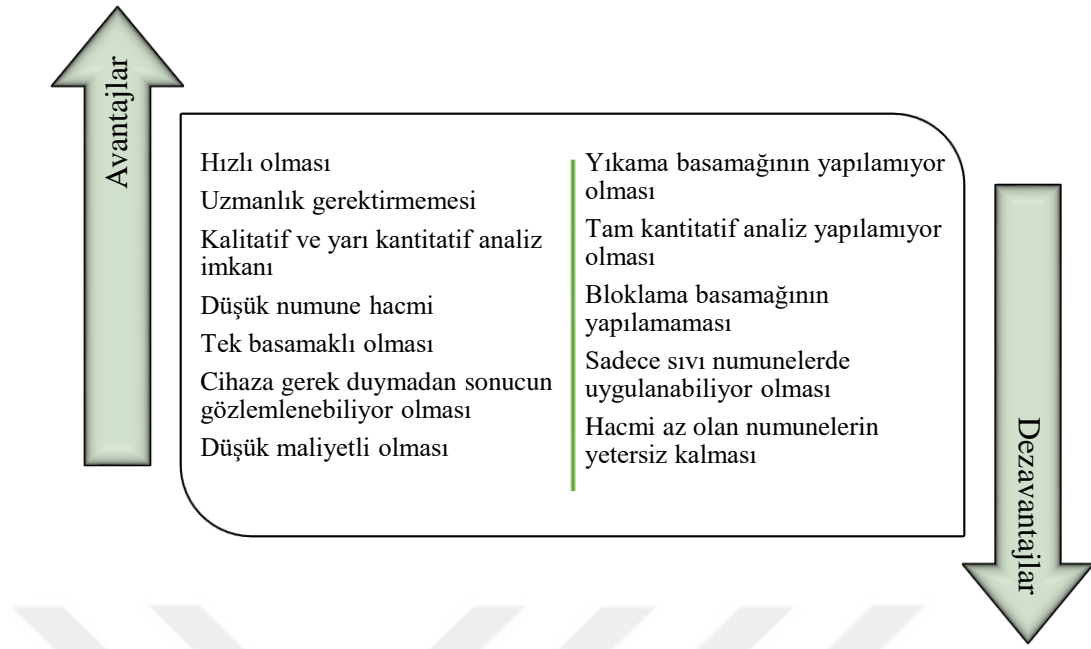 Avantajlar
Hızlı olması
Uzmanlık gerektirmemesi
Kalitatif ve yarı kantitatif analiz
imkanı
Düşük numune hacmi
Tek basamaklı olması
Cihaza gerek duymadan sonucun
gözlemlenebiliyor olması
Düşük maliyetli olması
Yıkama basamağının yapılamıyor
olması
Tam kantitatif analiz yapılamıyor
olması
Bloklama basamağının
yapılamaması
Sadece sıvı numunelerde
uygulanabiliyor olması
Hacmi az olan numunelerin
yetersiz kalması
Dezavantajlar